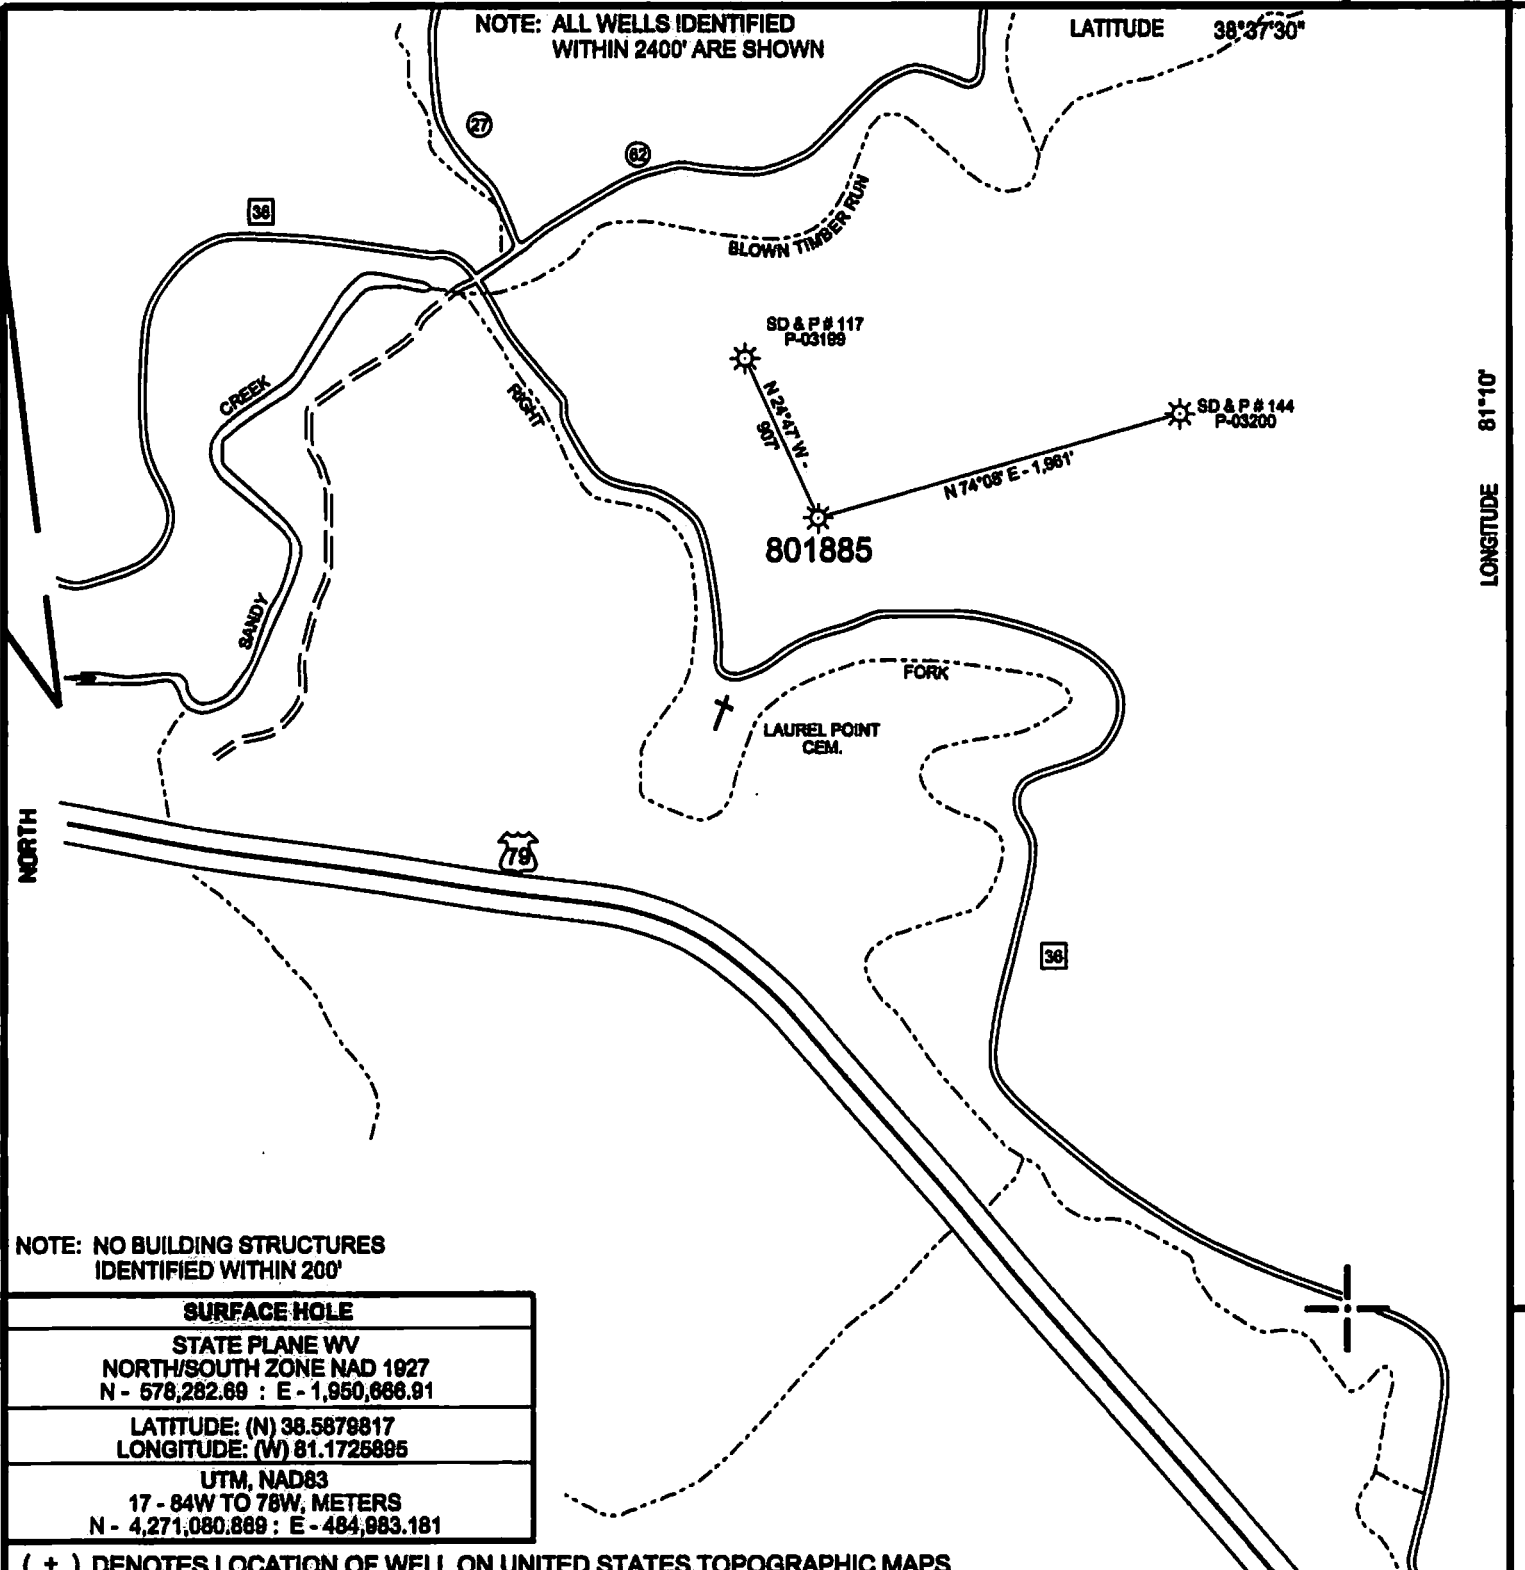 NOTE: ALL WELLS IDENTIFIED
WITHIN 2400' ARE SHOWN
LATITUDE 38°37'30"
27
62
36
BLOWN TIMBER RUN
SD & P # 117
P-03199
CREEK
RIGHT
N 24°47' W -
907'
SD & P # 144
P-03200
N 74°08' E - 1,961'
801885
LONGITUDE 81°10'
SANDY
FORK
LAUREL POINT
CEM.
NORTH
79
36
NOTE: NO BUILDING STRUCTURES
IDENTIFIED WITHIN 200'
SURFACE HOLE
STATE PLANE WV
NORTH/SOUTH ZONE NAD 1927
N - 578,282.69 : E - 1,950,666.91
LATITUDE: (N) 38.5879817
LONGITUDE: (W) 81.1725895
UTM, NAD83
17 - 84W TO 78W, METERS
N - 4,271,080.869 : E - 484,983.181
( + ) DENOTES LOCATION OF WELL ON UNITED STATES TOPOGRAPHIC MAPS